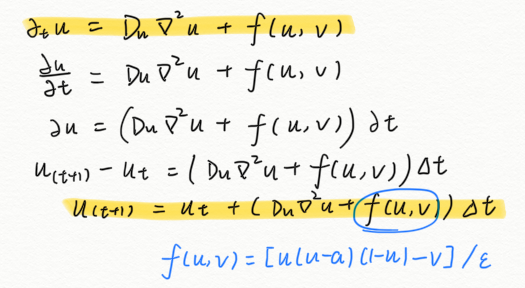 ∂ₜu = Dᵤ∇²u + f(u,v)
∂u/∂t = Du∇²u + f(u,v)
∂u = (Du∇²u + f(u,v)) ∂t
u₍ₜ₊₁₎ - uₜ = (Du∇²u + f(u,v)) Δt
u₍ₜ₊₁₎ = uₜ + (Du∇²u + f(u,v)) Δt
f(u,v) = [u(u-a)(1-u)-v]/ε